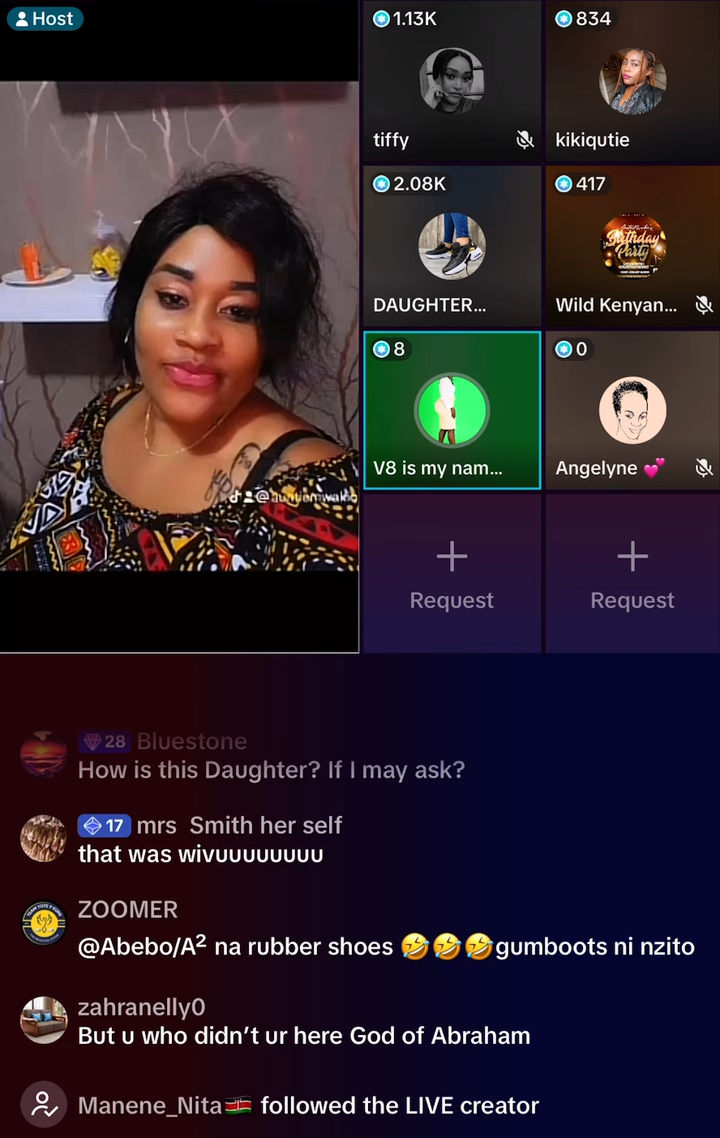 Host
1.13K
tiffy
834
kikiqutie
2.08K
DAUGHTER...
417
Birthday
Party
Wild Kenyan...
8
V8 is my nam...
0
Angelyne 💕
Request
Request
28 Bluestone
How is this Daughter? If I may ask?
17 mrs Smith her self
that was wivuuuuuuuu
ZOOMER
@Abebo/A² na rubber shoes 🤣🤣🤣gumboots ni nzito
zahranelly0
But u who didn't ur here God of Abraham
Manene_Nita🇰🇪 followed the LIVE creator